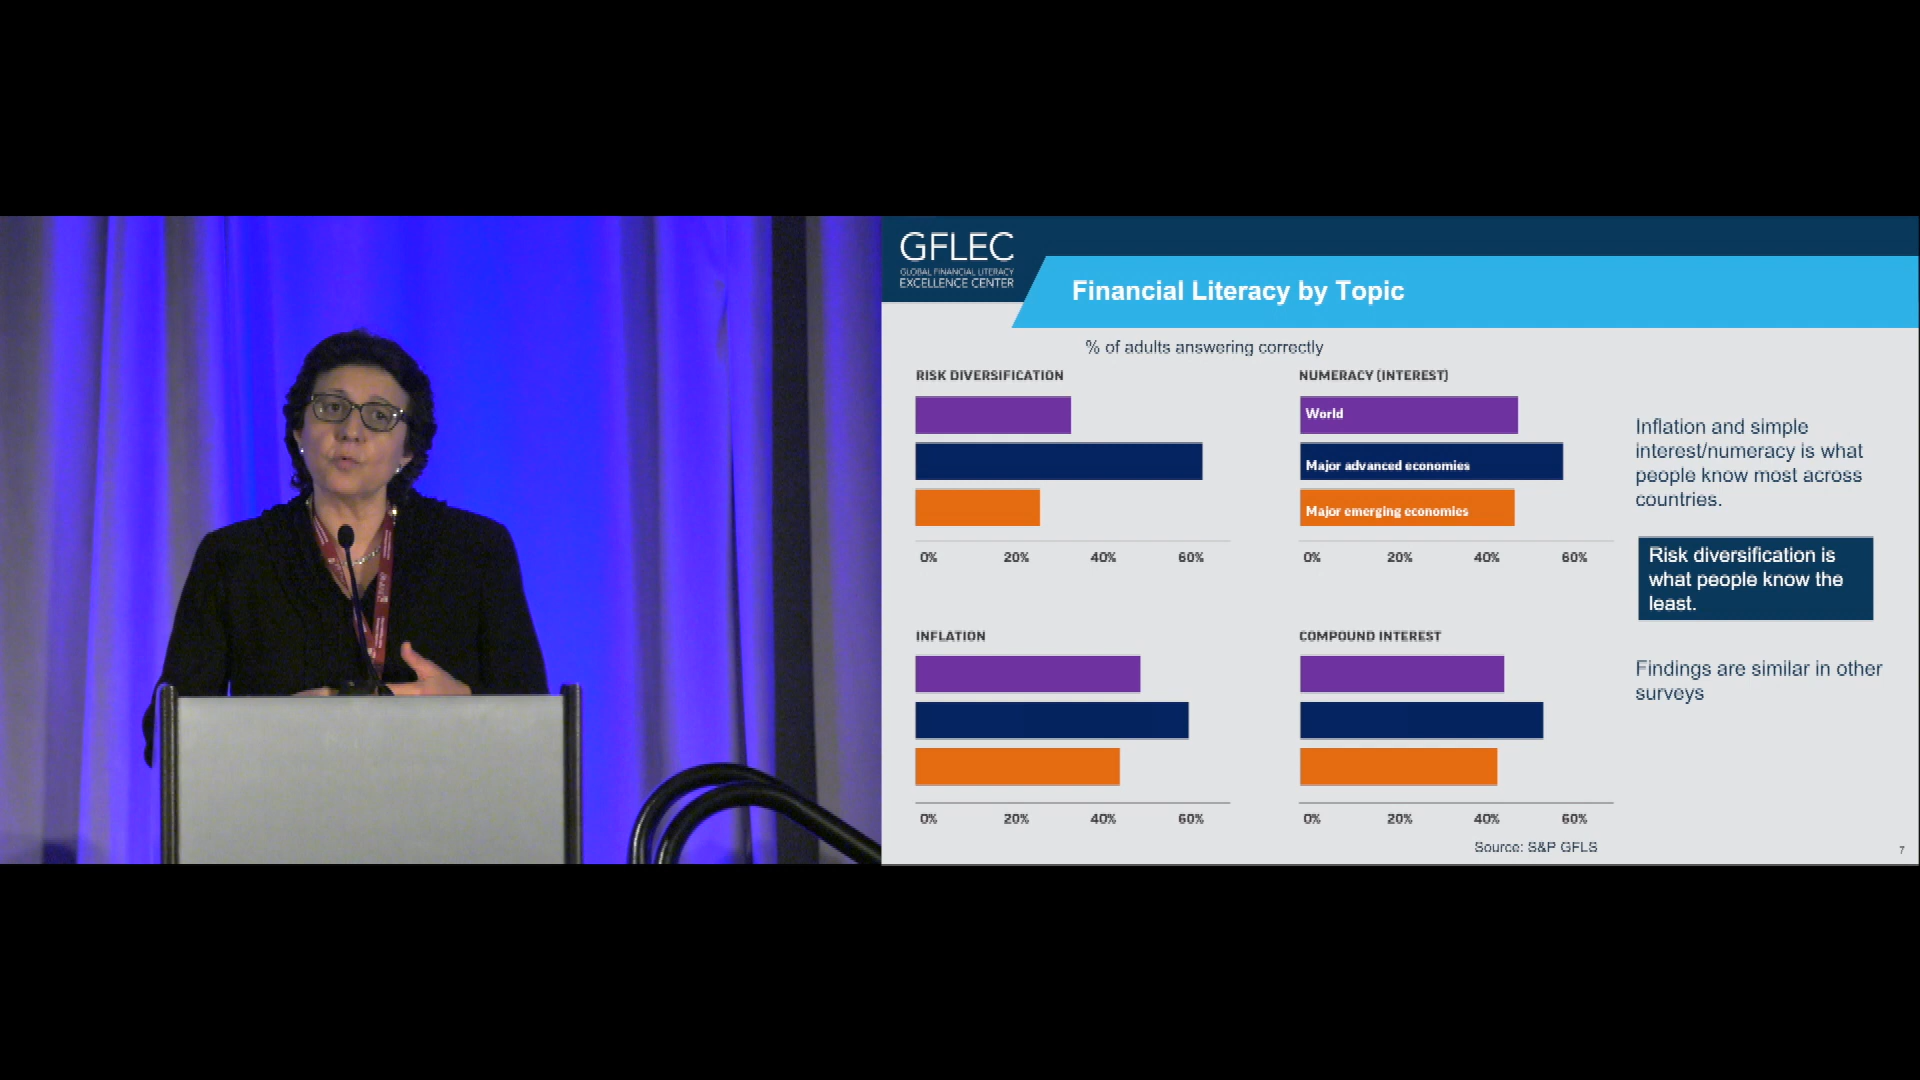 GFLEC
GLOBAL FINANCIAL LITERACY
EXCELLENCE CENTER
Financial Literacy by Topic
% of adults answering correctly
RISK DIVERSIFICATION
0% 20% 40% 60%
NUMERACY (INTEREST)
World
Major advanced economies
Major emerging economies
0% 20% 40% 60%
INFLATION
0% 20% 40% 60%
COMPOUND INTEREST
0% 20% 40% 60%
Inflation and simple
interest/numeracy is what
people know most across
countries.
Risk diversification is
what people know the
least.
Findings are similar in other
surveys
Source: S&P GFLS
7